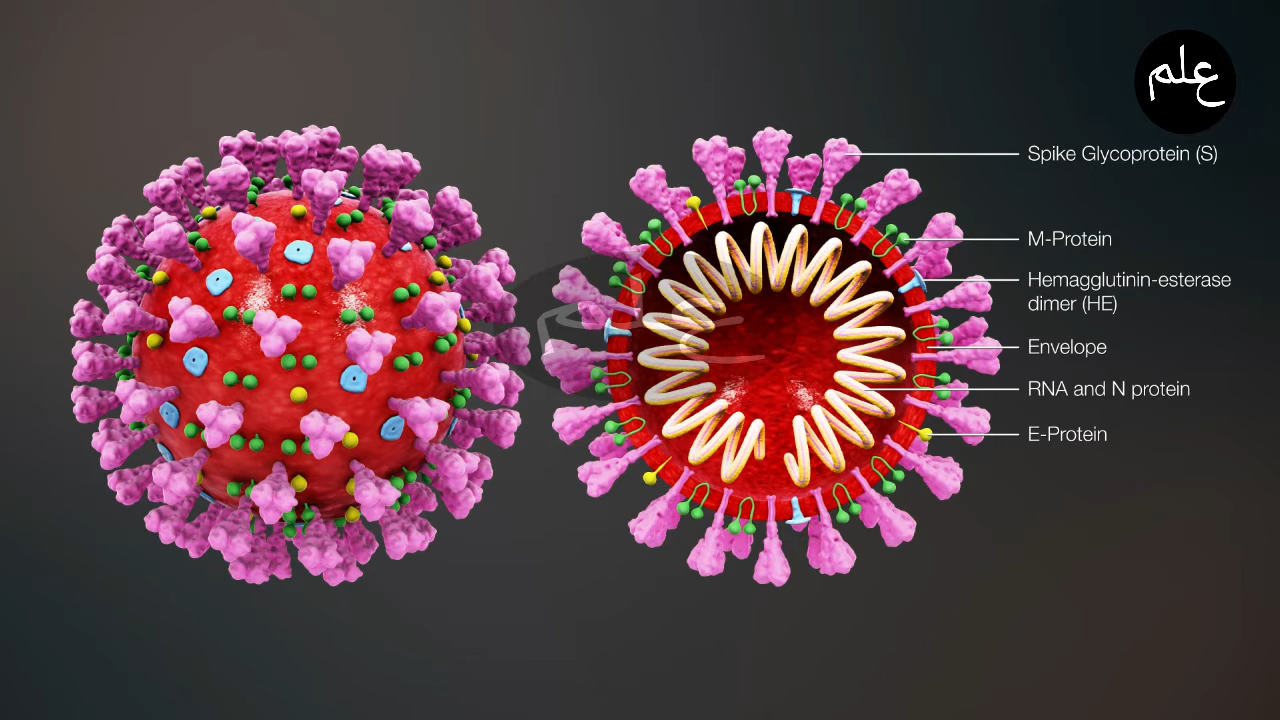 علم
Spike Glycoprotein (S)
M-Protein
Hemagglutinin-esterase
dimer (HE)
Envelope
RNA and N protein
E-Protein